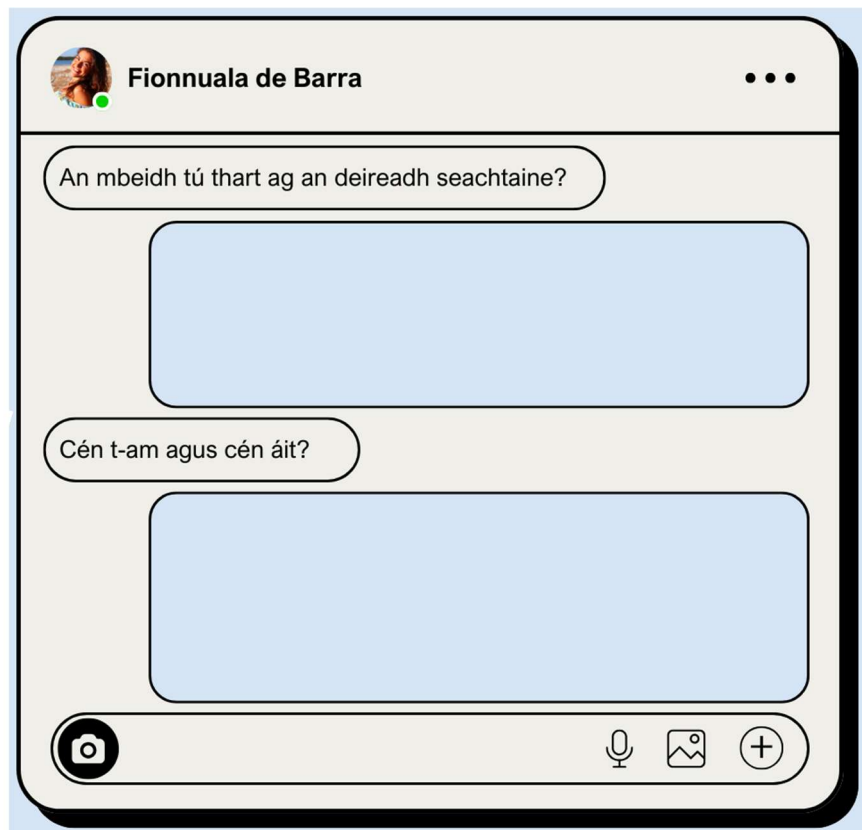 Fionnuala de Barra
An mbeidh tú thart ag an deireadh seachtaine?
Cén t-am agus cén áit?